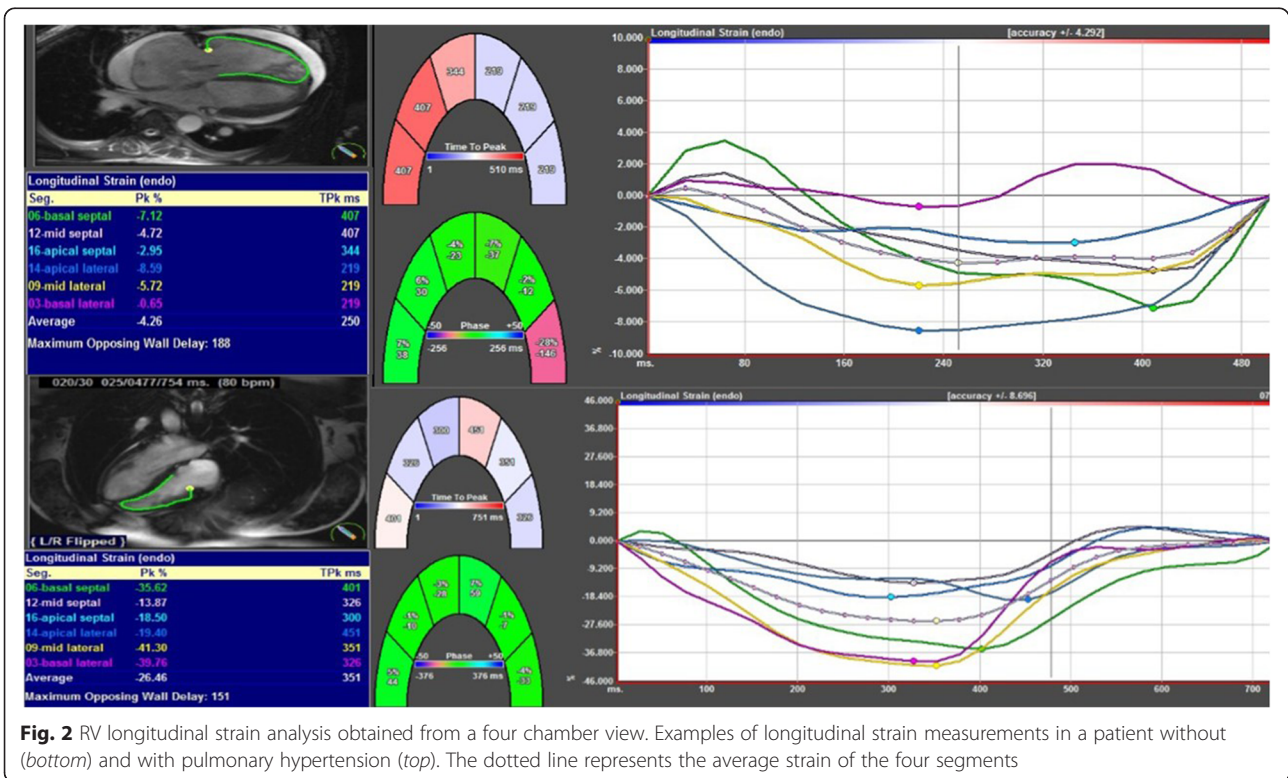 Longitudinal Strain (endo)
Seg. Pk % TPk ms
06-basal septal -7.12 407
12-mid septal -4.72 407
16-apical septal -2.95 344
14-apical lateral -8.59 219
09-mid lateral -5.72 219
03-basal lateral -0.65 219
Average -4.26 250
Maximum Opposing Wall Delay: 188
344 219
407 219
407 219
Time To Peak
1 510 ms
-4% -7%
-23 -37
6% -2%
30 -12
7% -28%
38 -146
-50 Phase +50
-256 256 ms
Longitudinal Strain (endo) [accuracy +/- 4.292]
10.000
8.000
6.000
4.000
2.000
0.000
-2.000
-4.000
-6.000
-8.000
-10.000
%
ms. 80 160 240 320 400 480
020/30 025/0477/754 ms. (80 bpm)
{ L/R Flipped }
Longitudinal Strain (endo)
Seg. Pk % TPk ms
06-basal septal -35.62 401
12-mid septal -13.87 326
16-apical septal -18.50 300
14-apical lateral -19.40 451
09-mid lateral -41.30 351
03-basal lateral -39.76 326
Average -26.46 351
Maximum Opposing Wall Delay: 151
300 451
326 351
401 326
Time To Peak
1 751 ms
-3% 7%
-28 59
-1% -1%
-10 -7
5% -4%
44 -33
-50 Phase +50
-376 376 ms
Longitudinal Strain (endo) [accuracy +/- 8.696] 07
46.000
36.800
27.600
18.400
9.200
0.000
-9.200
-18.400
-27.600
-36.800
-46.000
%
ms. 100 200 300 400 500 600 700
Fig. 2 RV longitudinal strain analysis obtained from a four chamber view. Examples of longitudinal strain measurements in a patient without
(bottom) and with pulmonary hypertension (top). The dotted line represents the average strain of the four segments